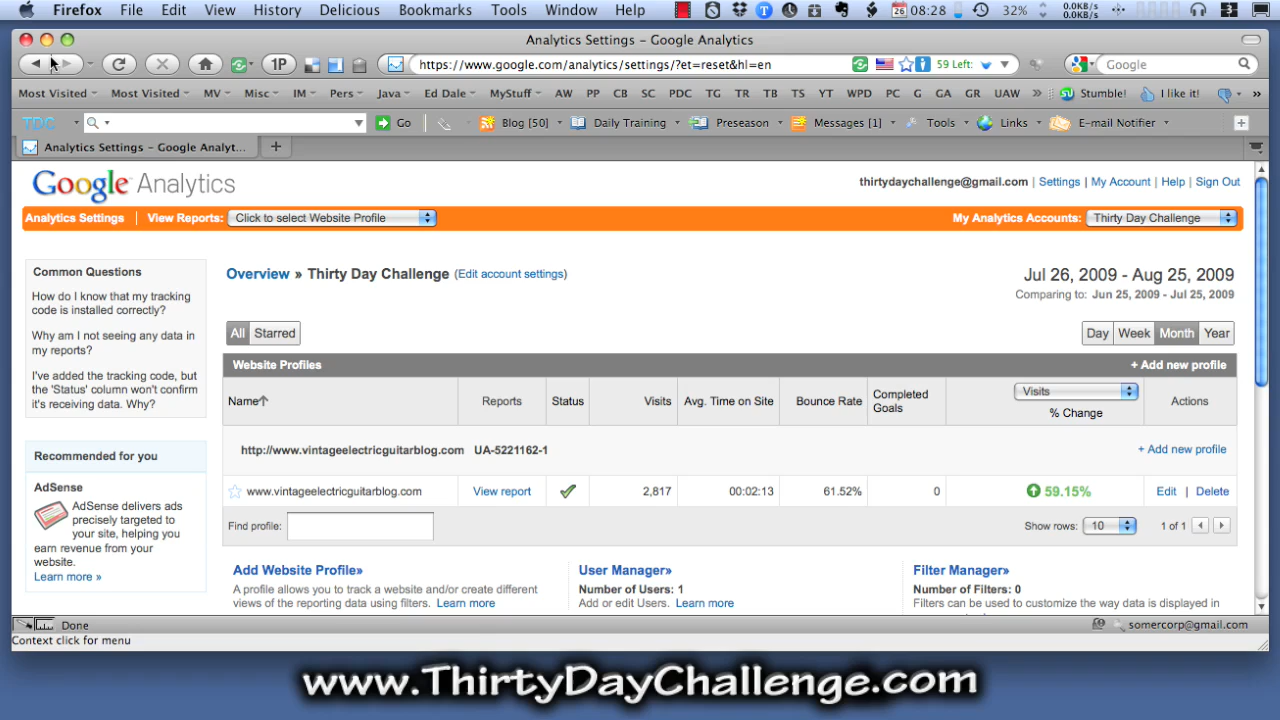 Firefox File Edit View History Delicious Bookmarks Tools Window Help 26 08:28 32% 0.0KB/s 0.0KB/s 3
Analytics Settings – Google Analytics
1P https://www.google.com/analytics/settings/?et=reset&hl=en 59 Left: Google
Most Visited Most Visited MV Misc IM Pers Java Ed Dale MyStuff AW PP CB SC PDC TG TR TB TS YT WPD PC G GA GR UAW » Stumble! I like it! »
TDC Go Blog [50] Daily Training Presson Messages [1] Tools Links E-mail Notifier
Analytics Settings – Google Analyt...
Google Analytics
thirtydaychallenge@gmail.com | Settings | My Account | Help | Sign Out
Analytics Settings | View Reports: Click to select Website Profile My Analytics Accounts: Thirty Day Challenge
Common Questions
How do I know that my tracking
code is installed correctly?
Why am I not seeing any data in
my reports?
I've added the tracking code, but
the 'Status' column won't confirm
it's receiving data. Why?
Recommended for you
AdSense
AdSense delivers ads
precisely targeted to
your site, helping you
earn revenue from your
website.
Learn more »
Overview » Thirty Day Challenge (Edit account settings)
Jul 26, 2009 - Aug 25, 2009
Comparing to: Jun 25, 2009 - Jul 25, 2009
All Starred
Day Week Month Year
Website Profiles + Add new profile
Name Reports Status Visits Avg. Time on Site Bounce Rate Completed Goals Visits % Change Actions
http://www.vintageelectricguitarblog.com UA-5221162-1 + Add new profile
www.vintageelectricguitarblog.com View report 2,817 00:02:13 61.52% 0 59.15% Edit | Delete
Find profile: Show rows: 10 1 of 1
Add Website Profile»
A profile allows you to track a website and/or create different
views of the reporting data using filters. Learn more
User Manager»
Number of Users: 1
Add or edit Users. Learn more
Filter Manager»
Number of Filters: 0
Filters can be used to customize the way data is displayed in
Done somercorp@gmail.com
Context click for menu
www.ThirtyDayChallenge.com